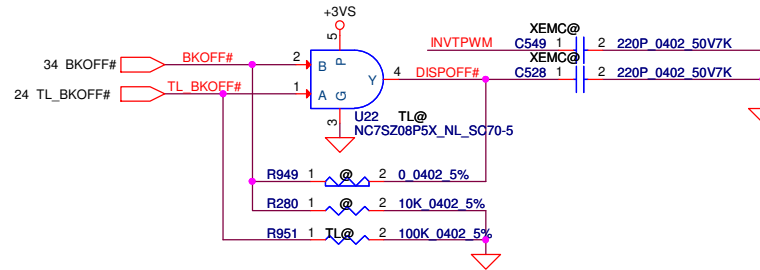 +3VS
XEMC@
INVTPWM C549 1 2 220P_0402_50V7K
XEMC@
34 BKOFF# BKOFF# 2 B P 5 Y 4 DISPOFF# C528 1 2 220P_0402_50V7K
24 TL_BKOFF# TL_BKOFF# 1 A G 3
U22 TL@
NC7SZ08P5X_NL_SC70-5
R949 1 @ 2 0_0402_5%
R280 1 @ 2 10K_0402_5%
R951 1 TL@ 2 100K_0402_5%